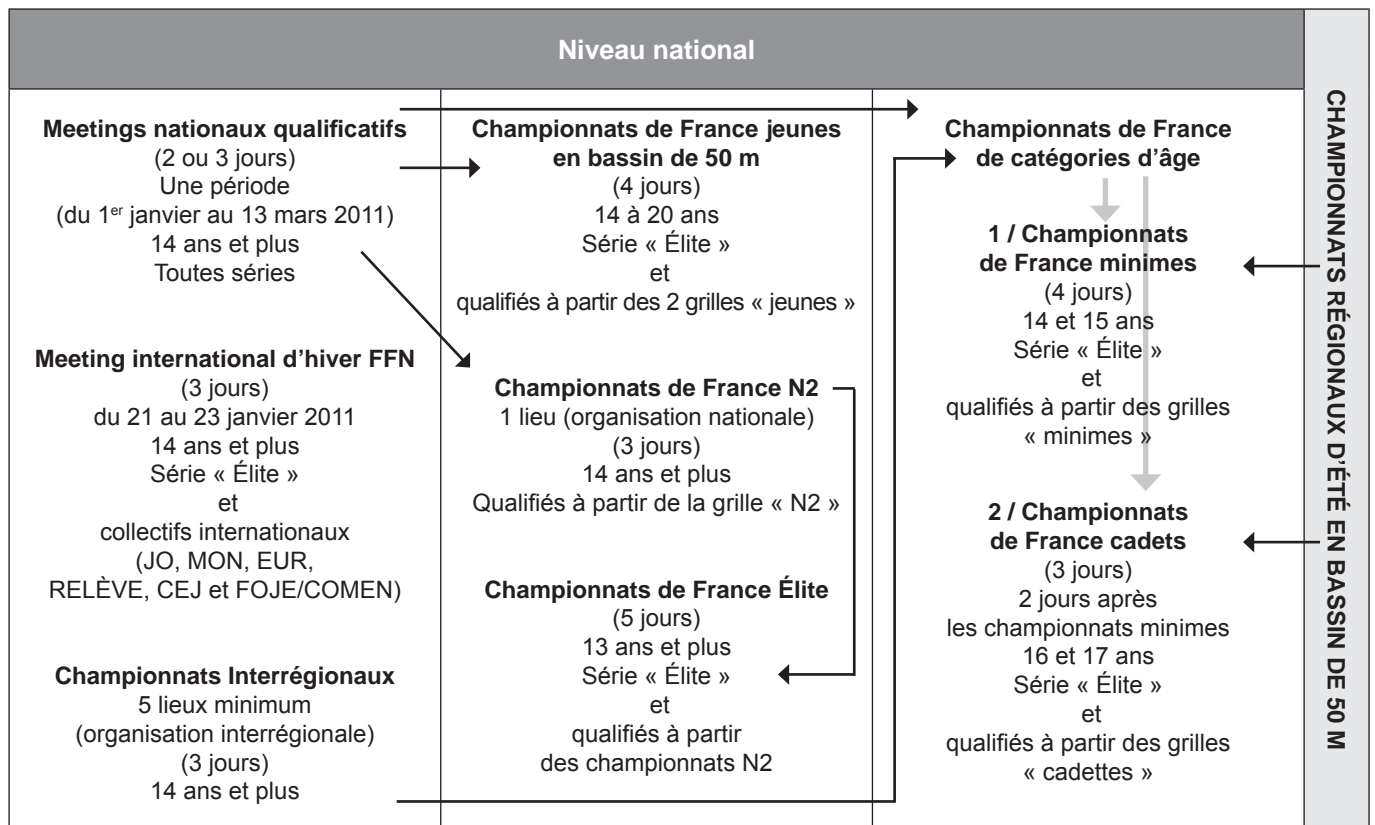 Niveau national
Meetings nationaux qualificatifs
(2 ou 3 jours)
Une période
(du 1er janvier au 13 mars 2011)
14 ans et plus
Toutes séries
Meeting international d’hiver FFN
(3 jours)
du 21 au 23 janvier 2011
14 ans et plus
Série « Élite »
et
collectifs internationaux
(JO, MON, EUR,
RELÈVE, CEJ et FOJE/COMEN)
Championnats Interrégionaux
5 lieux minimum
(organisation interrégionale)
(3 jours)
14 ans et plus
Championnats de France jeunes
en bassin de 50 m
(4 jours)
14 à 20 ans
Série « Élite »
et
qualifiés à partir des 2 grilles « jeunes »
Championnats de France N2
1 lieu (organisation nationale)
(3 jours)
14 ans et plus
Qualifiés à partir de la grille « N2 »
Championnats de France Élite
(5 jours)
13 ans et plus
Série « Élite »
et
qualifiés à partir
des championnats N2
Championnats de France
de catégories d’âge
1 / Championnats
de France minimes
(4 jours)
14 et 15 ans
Série « Élite »
et
qualifiés à partir des grilles
« minimes »
2 / Championnats
de France cadets
(3 jours)
2 jours après
les championnats minimes
16 et 17 ans
Série « Élite »
et
qualifiés à partir des grilles
« cadettes »
CHAMPIONNATS RÉGIONAUX D’ÉTÉ EN BASSIN DE 50 M